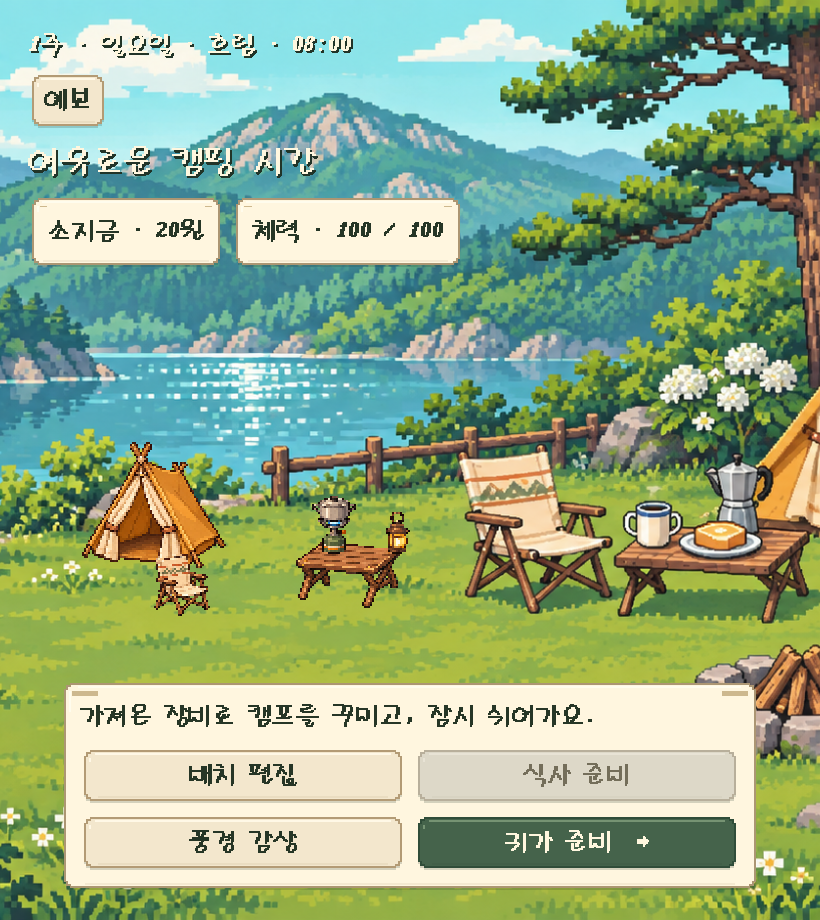 1주 · 일요일 · 흐림 · 08:00
예보
여유로운 캠핑 시간
소지금 · 20원
체력 · 100 / 100
가져온 장비로 캠프를 꾸미고, 잠시 쉬어가요.
배치 편집
식사 준비
풍경 감상
귀가 준비 →